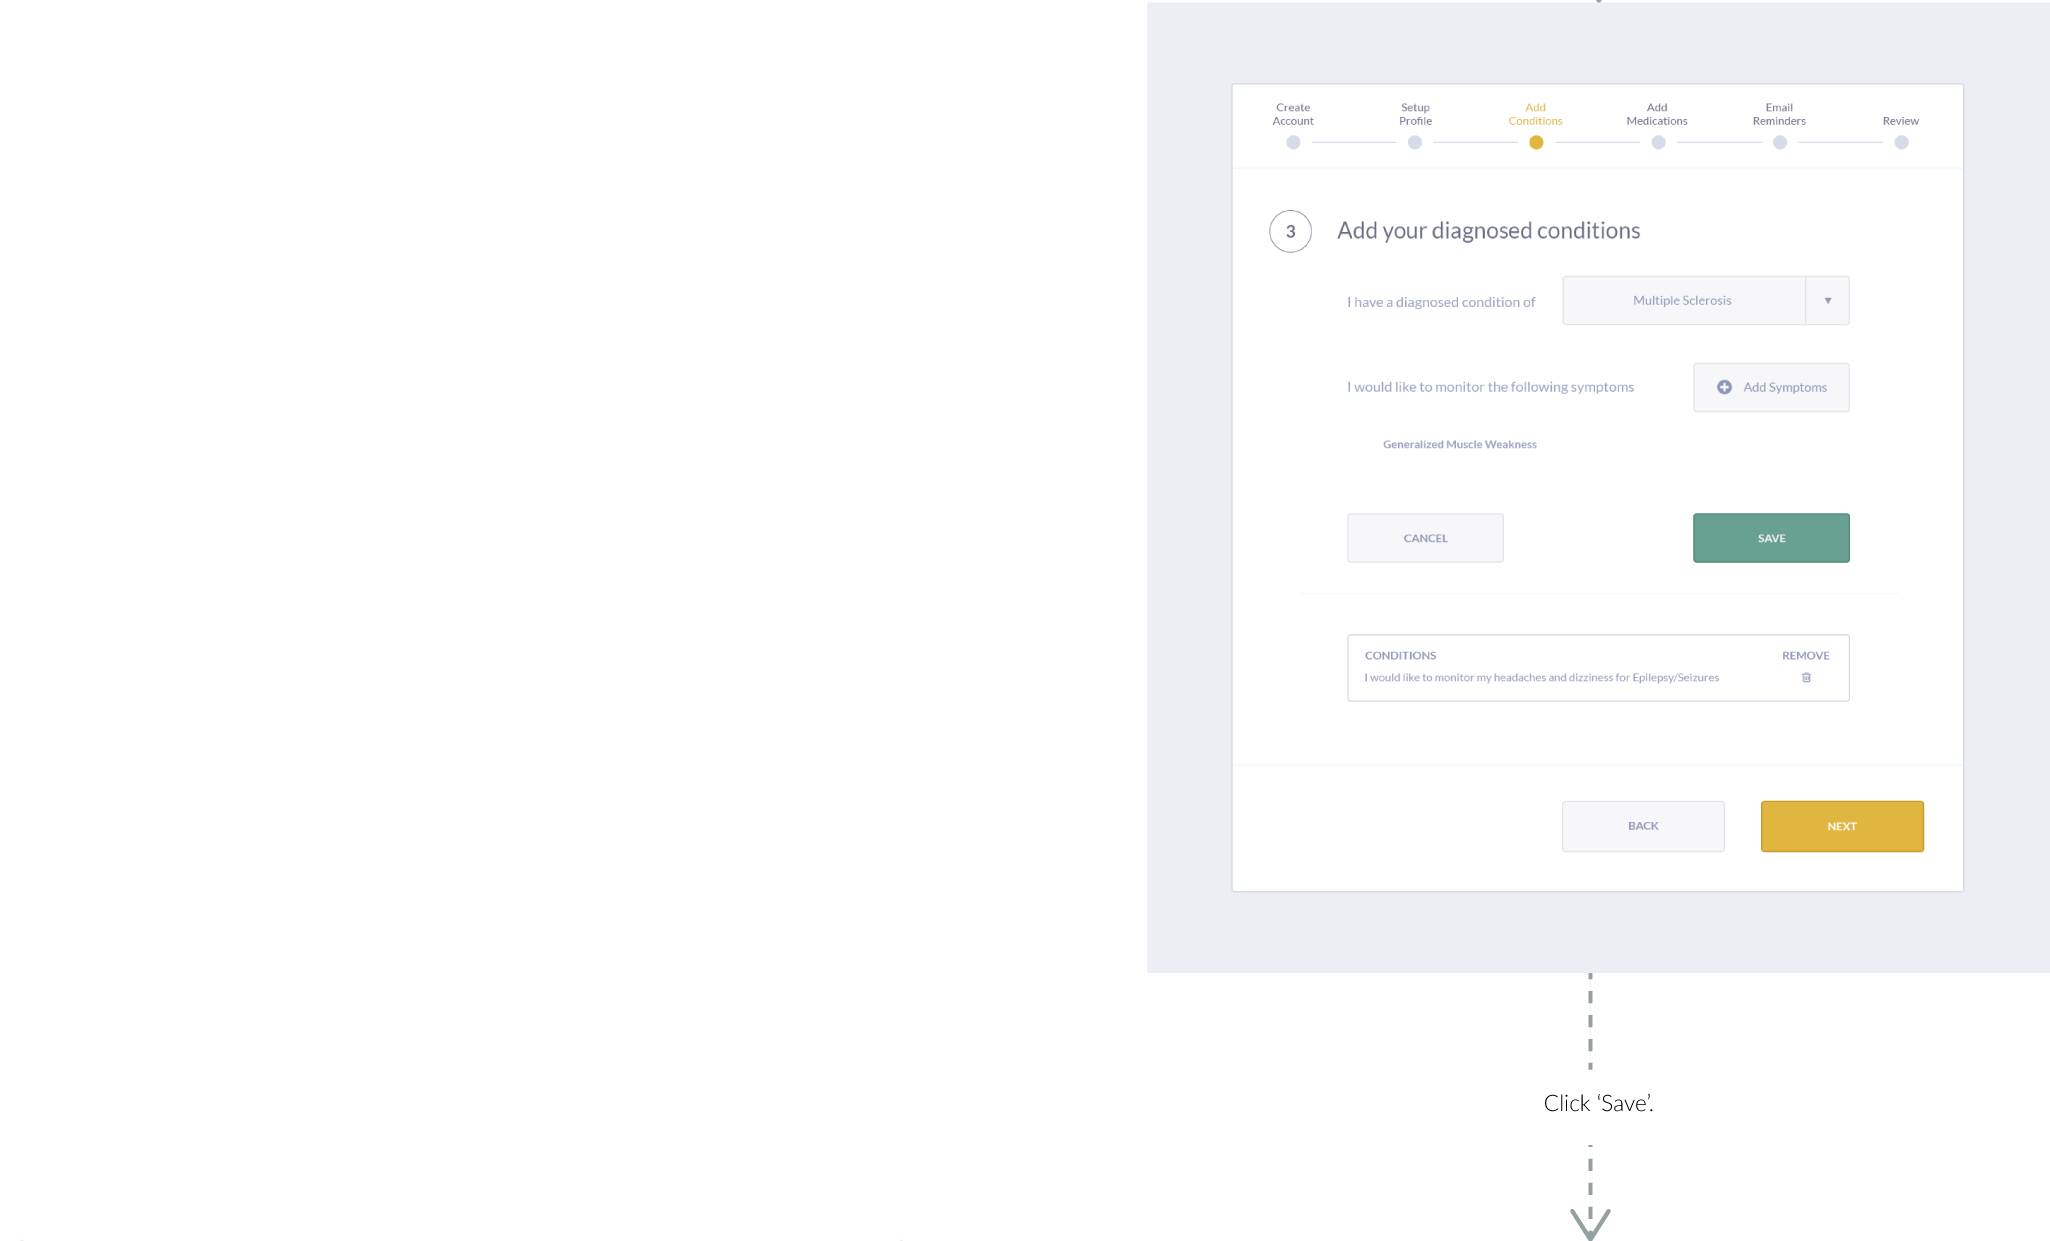 Create
Account
Setup
Profile
Add
Conditions
Add
Medications
Email
Reminders
Review
3
Add your diagnosed conditions
I have a diagnosed condition of
Multiple Sclerosis
I would like to monitor the following symptoms
Add Symptoms
Generalized Muscle Weakness
CANCEL
SAVE
CONDITIONS
REMOVE
I would like to monitor my headaches and dizziness for Epilepsy/Seizures
BACK
NEXT
Click ‘Save’.